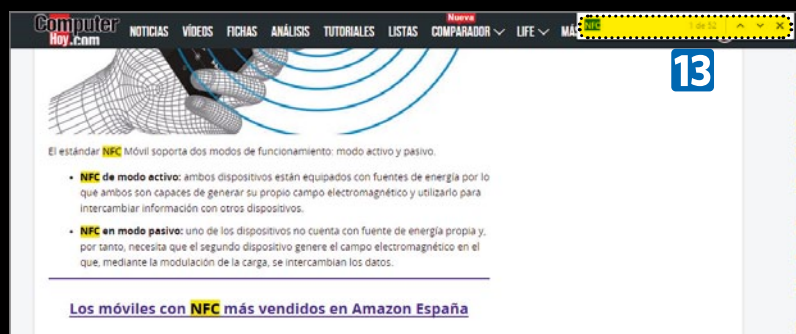 Computer
Hoy.com
NOTICIAS VÍDEOS FICHAS ANÁLISIS TUTORIALES LISTAS COMPARADOR LIFE
Nueva
NFC 1 de 52
13
El estándar NFC Móvil soporta dos modos de funcionamiento: modo activo y pasivo.
• NFC de modo activo: ambos dispositivos están equipados con fuentes de energía por lo
que ambos son capaces de generar su propio campo electromagnético y utilizarlo para
intercambiar información con otros dispositivos.
• NFC en modo pasivo: uno de los dispositivos no cuenta con fuente de energía propia y,
por tanto, necesita que el segundo dispositivo genere el campo electromagnético en el
que, mediante la modulación de la carga, se intercambian los datos.
Los móviles con NFC más vendidos en Amazon España